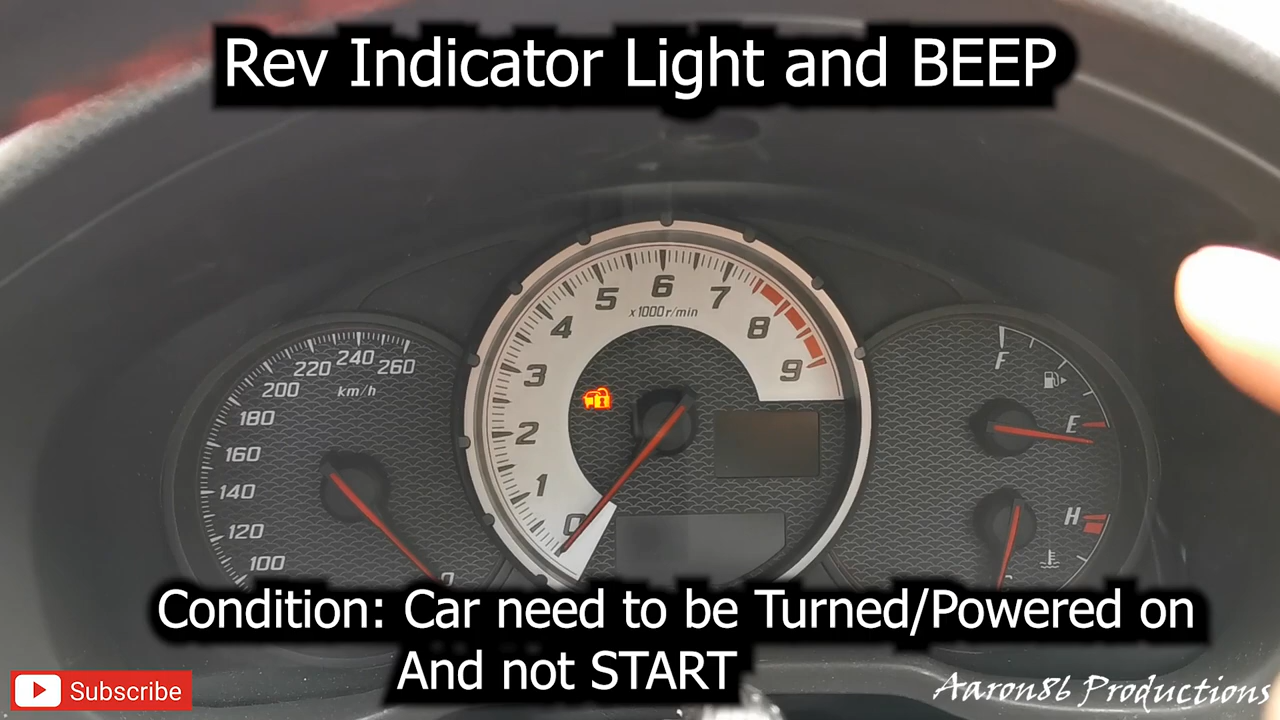 Rev Indicator Light and BEEP
6
5
7
x1000r/min
4
8
3
9
2
1
0
220 240 260
200
km/h
180
160
140
120
100
0
F
E
H
Condition: Car need to be Turned/Powered on
And not START
Subscribe
Aaron86 Productions